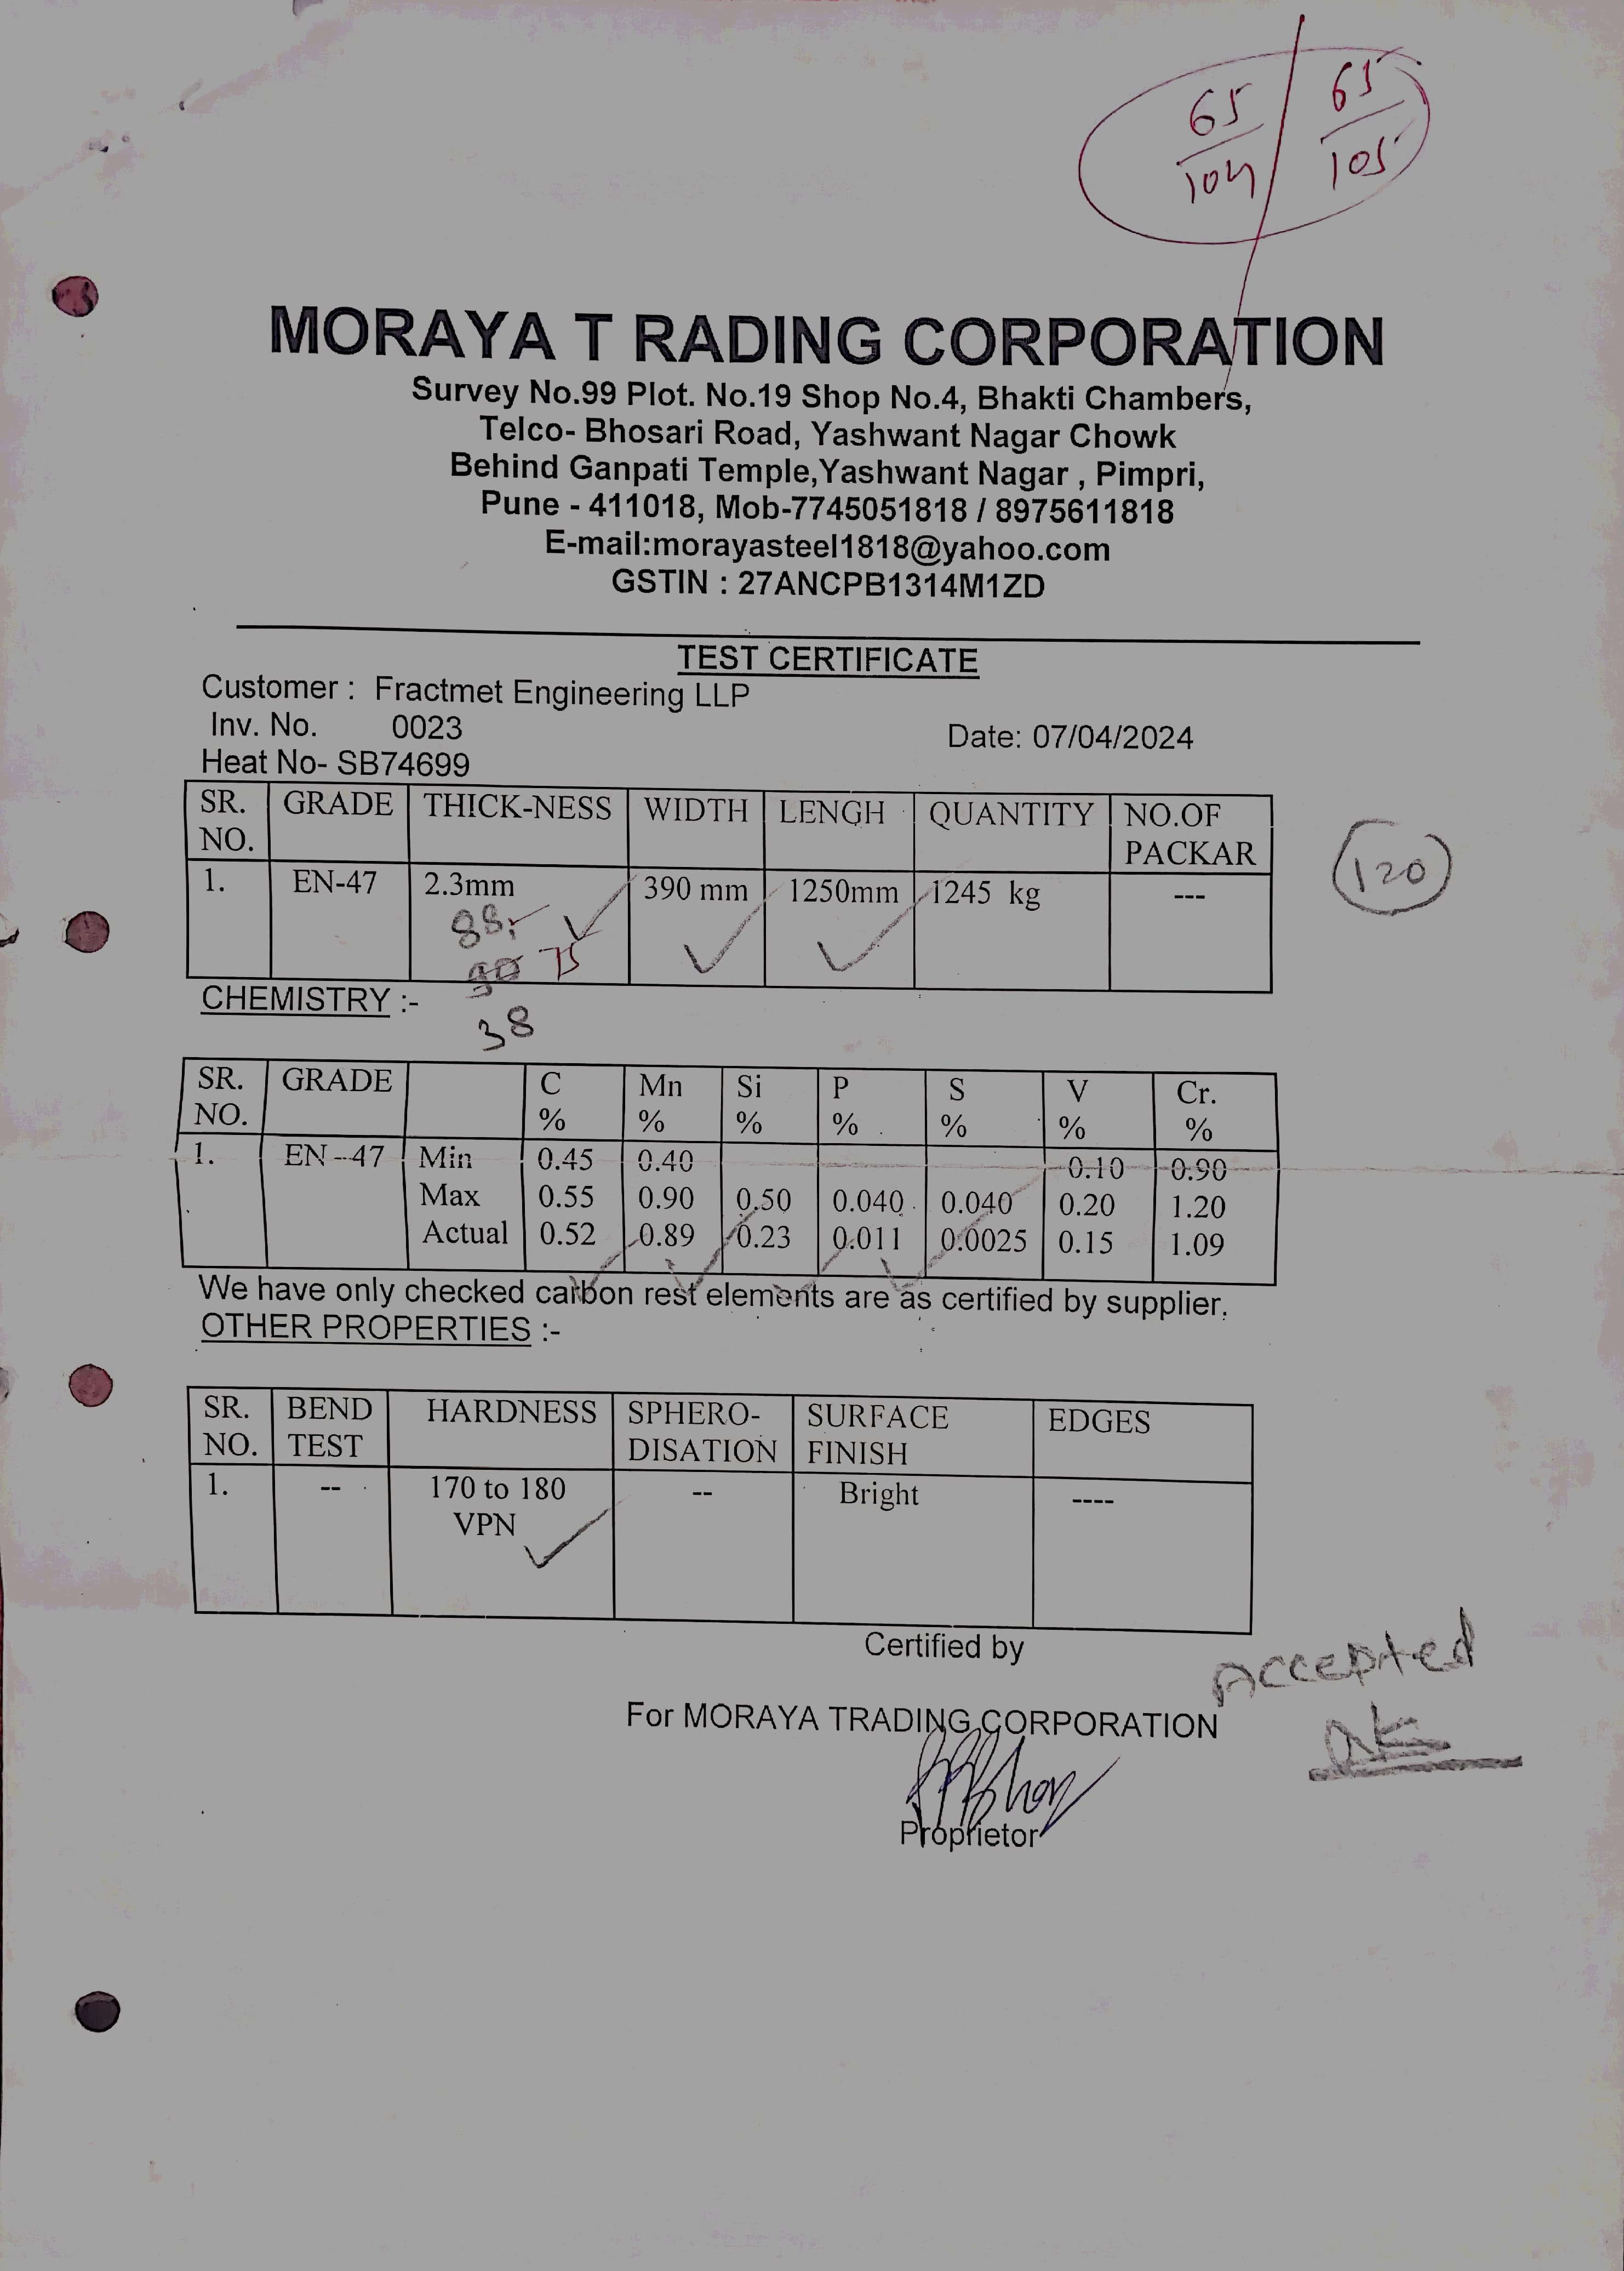 65 / 65
104 / 105
MORAYA T RADING CORPORATION
Survey No.99 Plot. No.19 Shop No.4, Bhakti Chambers,
Telco- Bhosari Road, Yashwant Nagar Chowk
Behind Ganpati Temple,Yashwant Nagar , Pimpri,
Pune - 411018, Mob-7745051818 / 8975611818
E-mail:morayasteel1818@yahoo.com
GSTIN : 27ANCPB1314M1ZD
TEST CERTIFICATE
Customer : Fractmet Engineering LLP
Inv. No. 0023 Date: 07/04/2024
Heat No- SB74699
SR. NO. GRADE THICK-NESS WIDTH LENGH QUANTITY NO.OF PACKAR
1. EN-47 2.3mm 390 mm 1250mm 1245 kg ---
120
88
38
CHEMISTRY :-
SR. NO. GRADE C % Mn % Si % P % S % V % Cr. %
1. EN--47 Min 0.45 0.40 0.10 0.90
Max 0.55 0.90 0.50 0.040 0.040 0.20 1.20
Actual 0.52 0.89 0.23 0.011 0.0025 0.15 1.09
We have only checked carbon rest elements are as certified by supplier.
OTHER PROPERTIES :-
SR. NO. BEND TEST HARDNESS SPHERO-DISATION SURFACE FINISH EDGES
1. -- 170 to 180 VPN -- Bright ----
Certified by
Accepted
For MORAYA TRADING CORPORATION
Proprietor